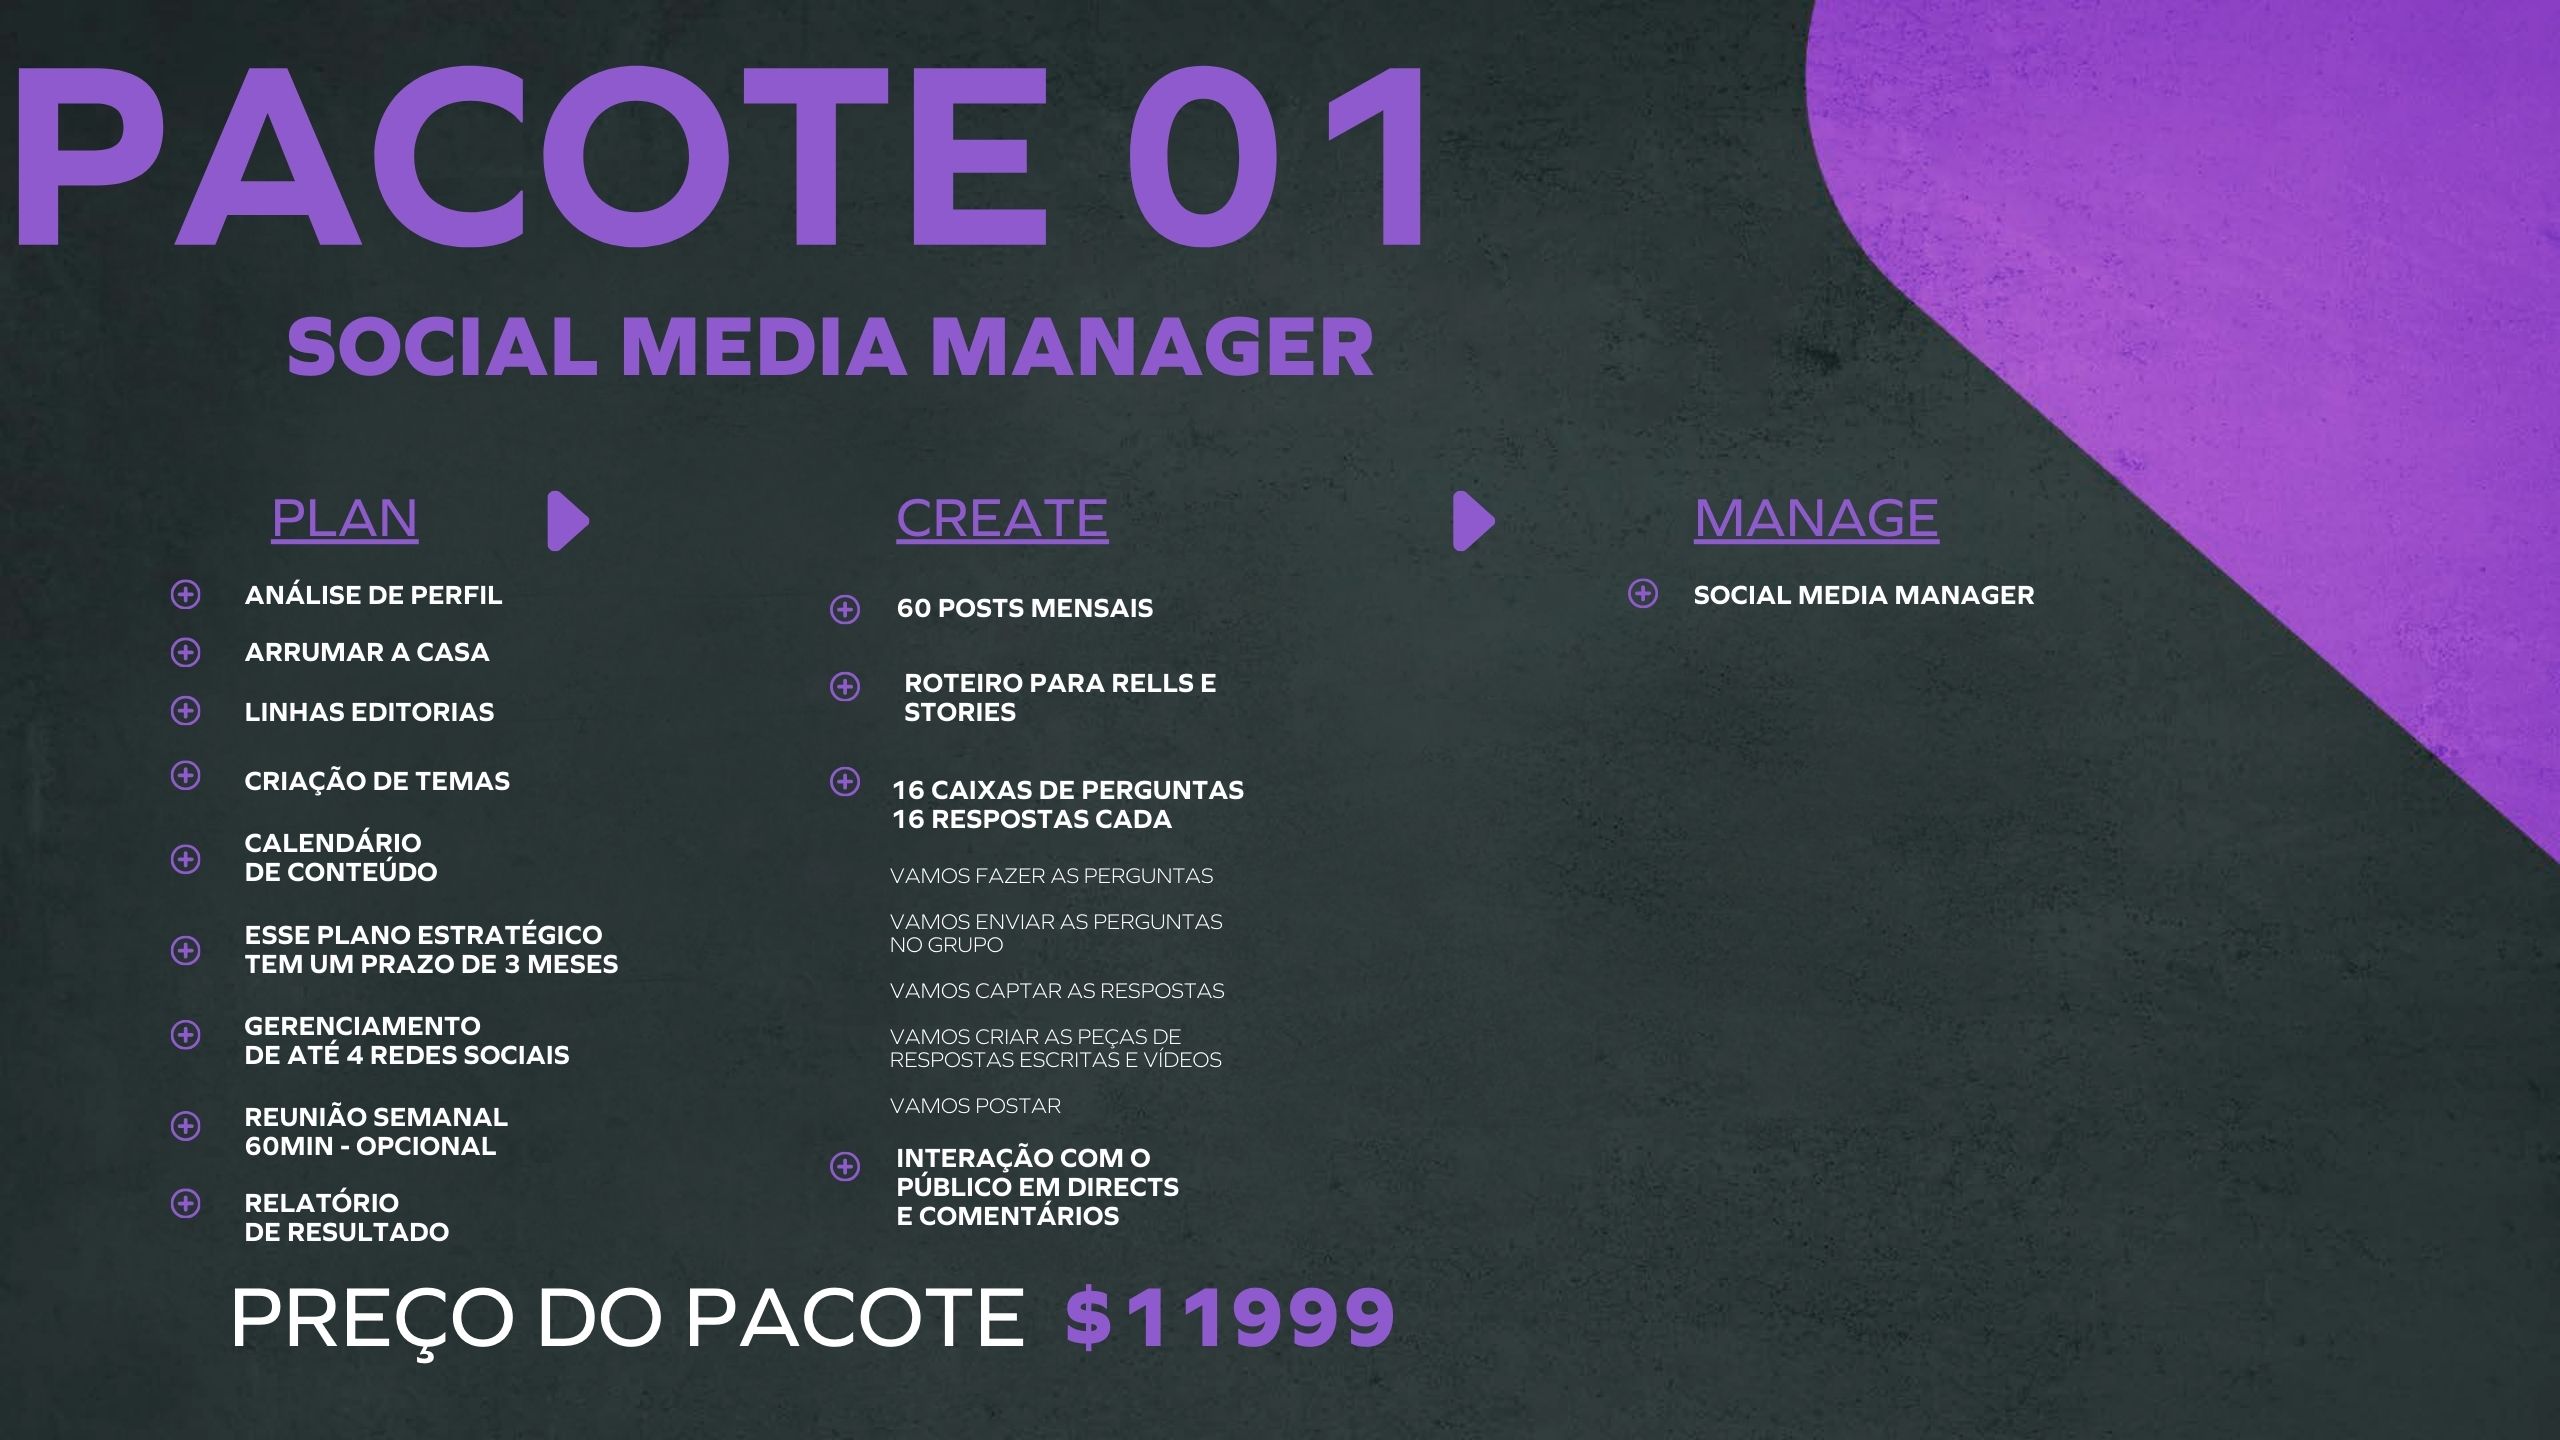 PACOTE 01
SOCIAL MEDIA MANAGER
PLAN
ANÁLISE DE PERFIL
ARRUMAR A CASA
LINHAS EDITORIAS
CRIAÇÃO DE TEMAS
CALENDÁRIO
DE CONTEÚDO
ESSE PLANO ESTRATÉGICO
TEM UM PRAZO DE 3 MESES
GERENCIAMENTO
DE ATÉ 4 REDES SOCIAIS
REUNIÃO SEMANAL
60MIN - OPCIONAL
RELATÓRIO
DE RESULTADO
CREATE
60 POSTS MENSAIS
ROTEIRO PARA RELLS E
STORIES
16 CAIXAS DE PERGUNTAS
16 RESPOSTAS CADA
VAMOS FAZER AS PERGUNTAS
VAMOS ENVIAR AS PERGUNTAS
NO GRUPO
VAMOS CAPTAR AS RESPOSTAS
VAMOS CRIAR AS PEÇAS DE
RESPOSTAS ESCRITAS E VÍDEOS
VAMOS POSTAR
INTERAÇÃO COM O
PÚBLICO EM DIRECTS
E COMENTÁRIOS
MANAGE
SOCIAL MEDIA MANAGER
PREÇO DO PACOTE $11999